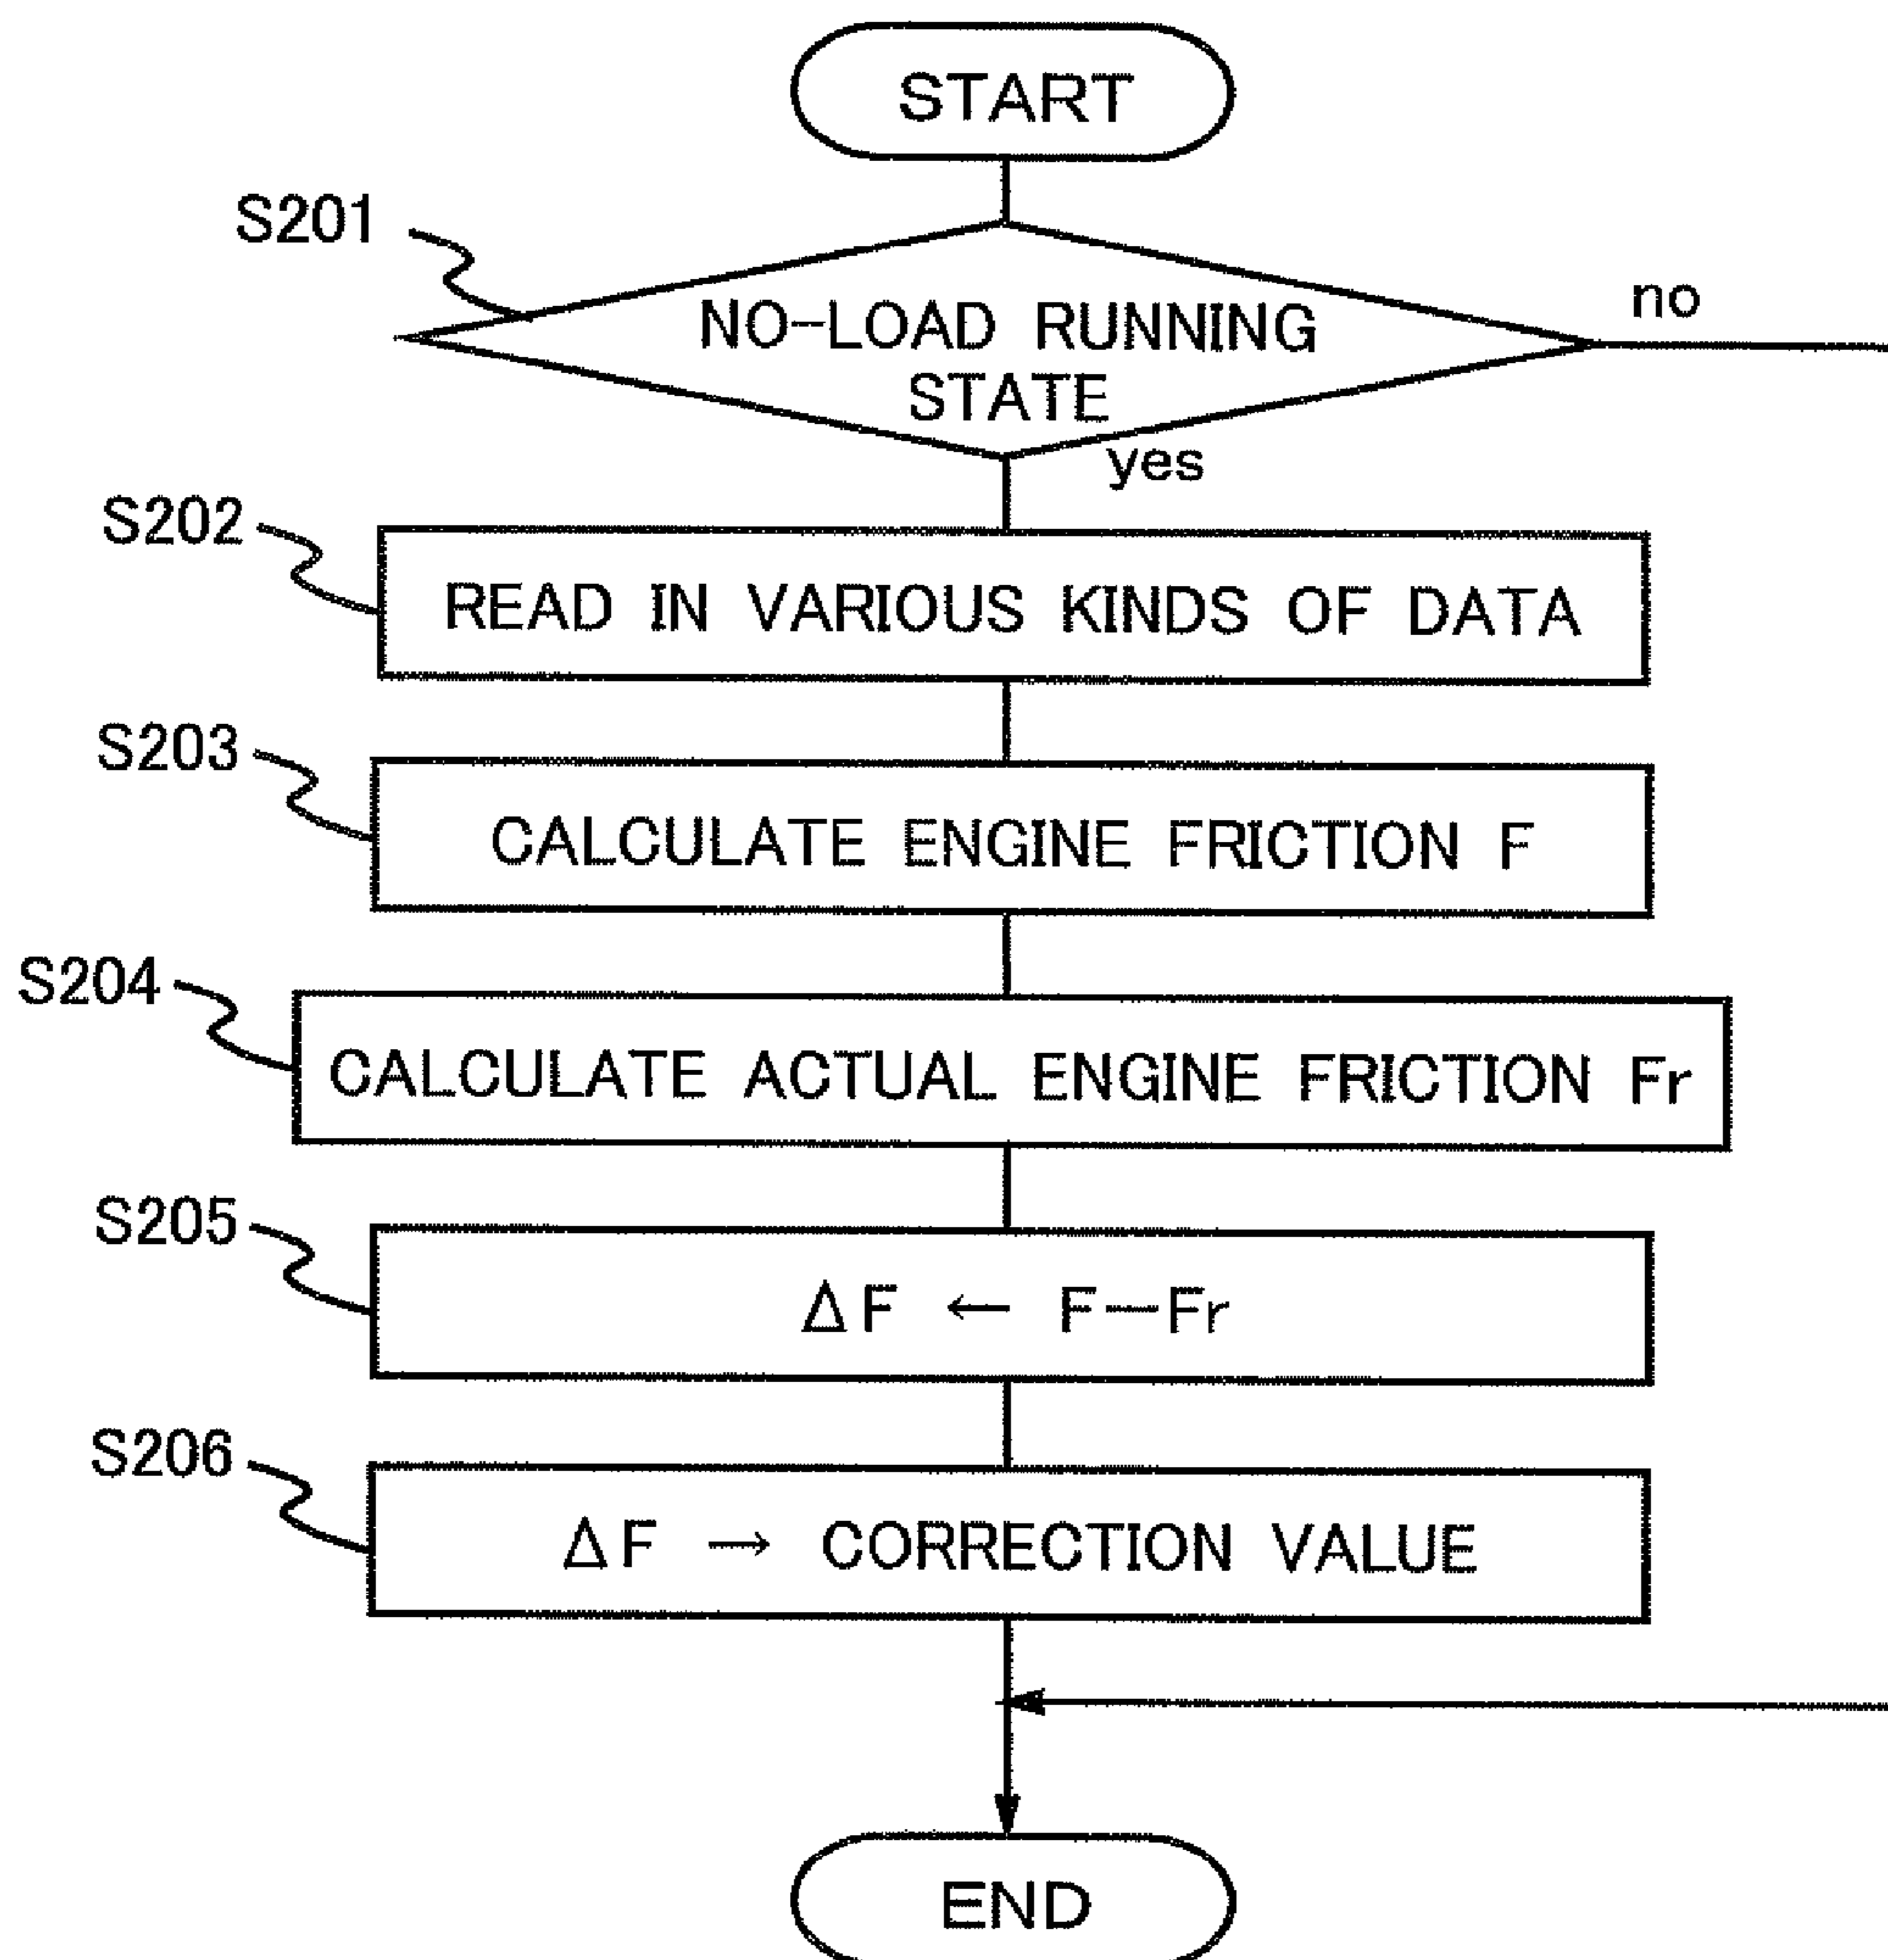 START
S201
NO-LOAD RUNNING
STATE
no
yes
S202
READ IN VARIOUS KINDS OF DATA
S203
CALCULATE ENGINE FRICTION F
S204
CALCULATE ACTUAL ENGINE FRICTION Fr
S205
ΔF ← F—Fr
S206
ΔF → CORRECTION VALUE
END